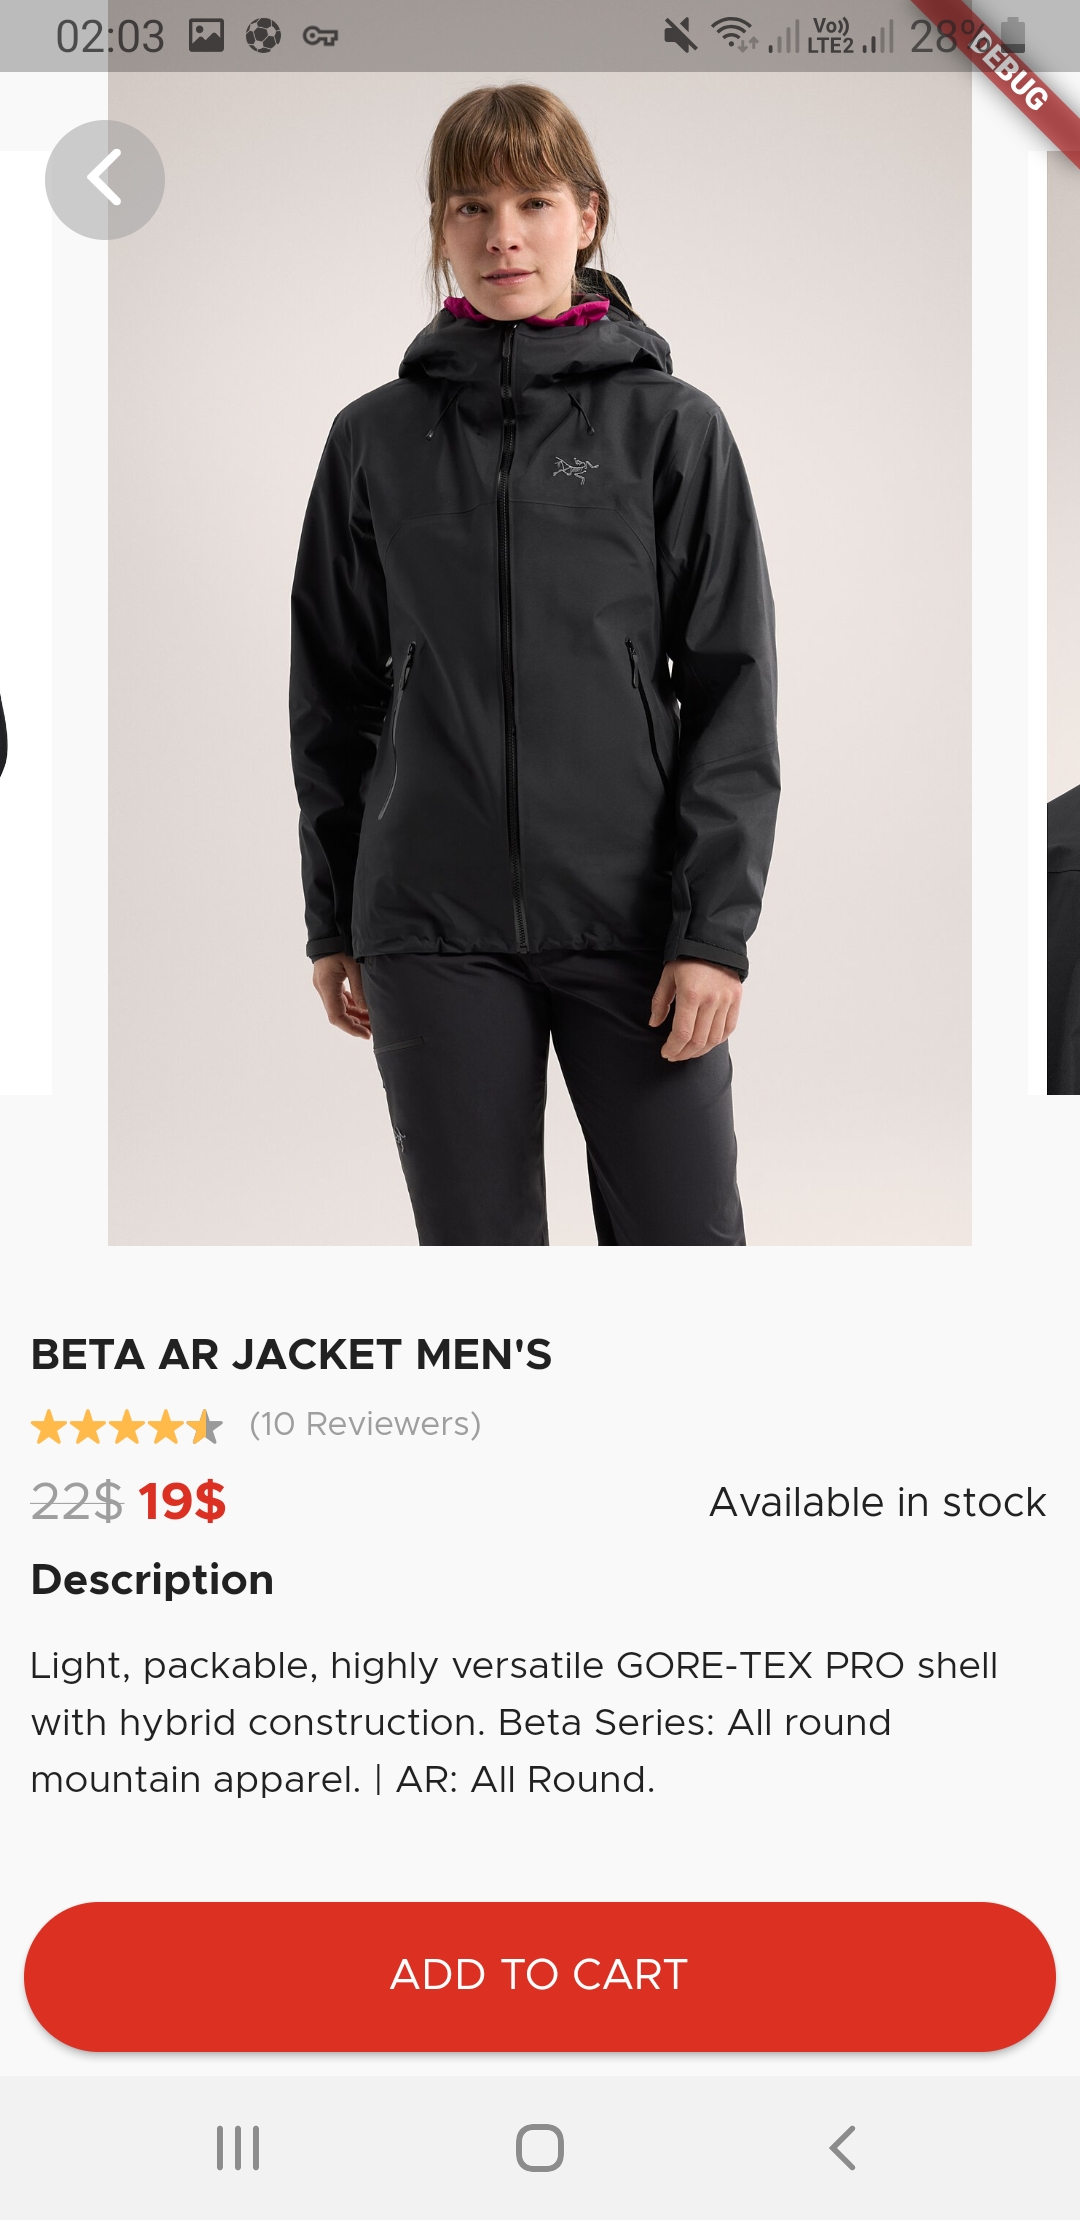 02:03
Vo)) LTE2
28%
DEBUG
BETA AR JACKET MEN'S
(10 Reviewers)
22$ 19$
Available in stock
Description
Light, packable, highly versatile GORE-TEX PRO shell
with hybrid construction. Beta Series: All round
mountain apparel. | AR: All Round.
ADD TO CART